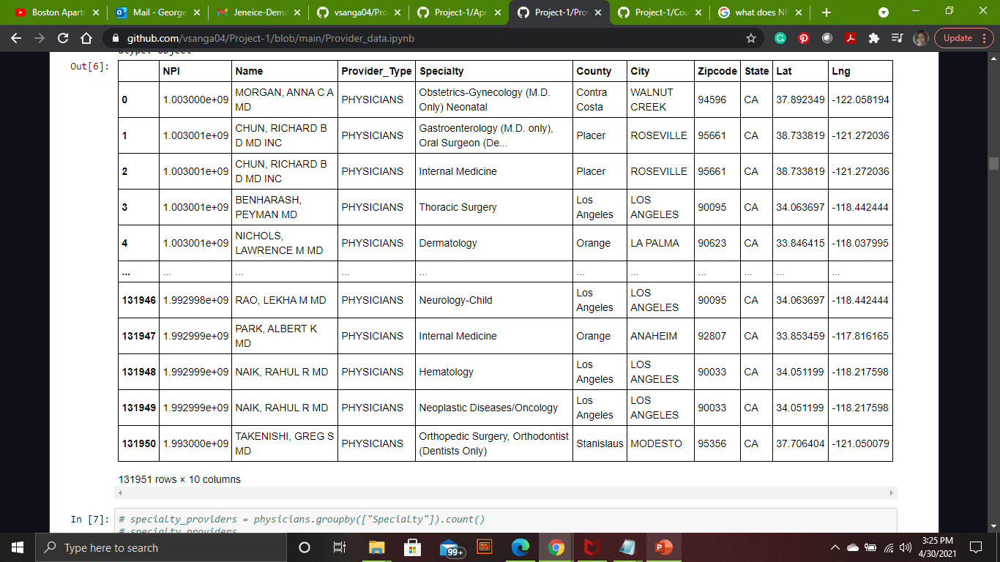 Boston Apartm
Mail - George
Jeneice-Dema
vsanga04/Pro
Project-1/Apr
Project-1/Pro
Project-1/Cou
what does NP
github.com/vsanga04/Project-1/blob/main/Provider_data.ipynb
Update
dtype: object
Out[6]:
NPI Name Provider_Type Specialty County City Zipcode State Lat Lng
0 1.003000e+09 MORGAN, ANNA C A MD PHYSICIANS Obstetrics-Gynecology (M.D. Only) Neonatal Contra Costa WALNUT CREEK 94596 CA 37.892349 -122.058194
1 1.003001e+09 CHUN, RICHARD B D MD INC PHYSICIANS Gastroenterology (M.D. only), Oral Surgeon (De... Placer ROSEVILLE 95661 CA 38.733819 -121.272036
2 1.003001e+09 CHUN, RICHARD B D MD INC PHYSICIANS Internal Medicine Placer ROSEVILLE 95661 CA 38.733819 -121.272036
3 1.003001e+09 BENHARASH, PEYMAN MD PHYSICIANS Thoracic Surgery Los Angeles LOS ANGELES 90095 CA 34.063697 -118.442444
4 1.003001e+09 NICHOLS, LAWRENCE M MD PHYSICIANS Dermatology Orange LA PALMA 90623 CA 33.846415 -118.037995
... ... ... ... ... ... ... ... ... ... ...
131946 1.992998e+09 RAO, LEKHA M MD PHYSICIANS Neurology-Child Los Angeles LOS ANGELES 90095 CA 34.063697 -118.442444
131947 1.992999e+09 PARK, ALBERT K MD PHYSICIANS Internal Medicine Orange ANAHEIM 92807 CA 33.853459 -117.816165
131948 1.992999e+09 NAIK, RAHUL R MD PHYSICIANS Hematology Los Angeles LOS ANGELES 90033 CA 34.051199 -118.217598
131949 1.992999e+09 NAIK, RAHUL R MD PHYSICIANS Neoplastic Diseases/Oncology Los Angeles LOS ANGELES 90033 CA 34.051199 -118.217598
131950 1.993000e+09 TAKENISHI, GREG S MD PHYSICIANS Orthopedic Surgery, Orthodontist (Dentists Only) Stanislaus MODESTO 95356 CA 37.706404 -121.050079
131951 rows × 10 columns
In [7]: # specialty_providers = physicians.groupby(["Specialty"]).count()
# specialty_providers
Type here to search
99+
3:25 PM
4/30/2021